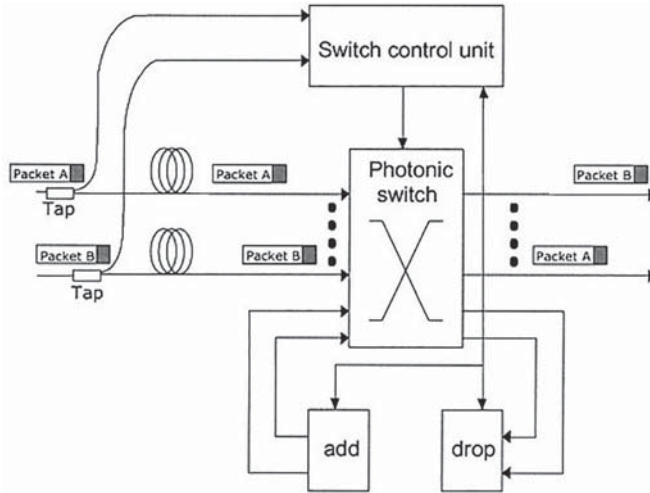 Switch control unit
Packet A
Packet A
Packet B
Photonic
switch
Tap
Packet B
Packet B
Packet A
Tap
add
drop